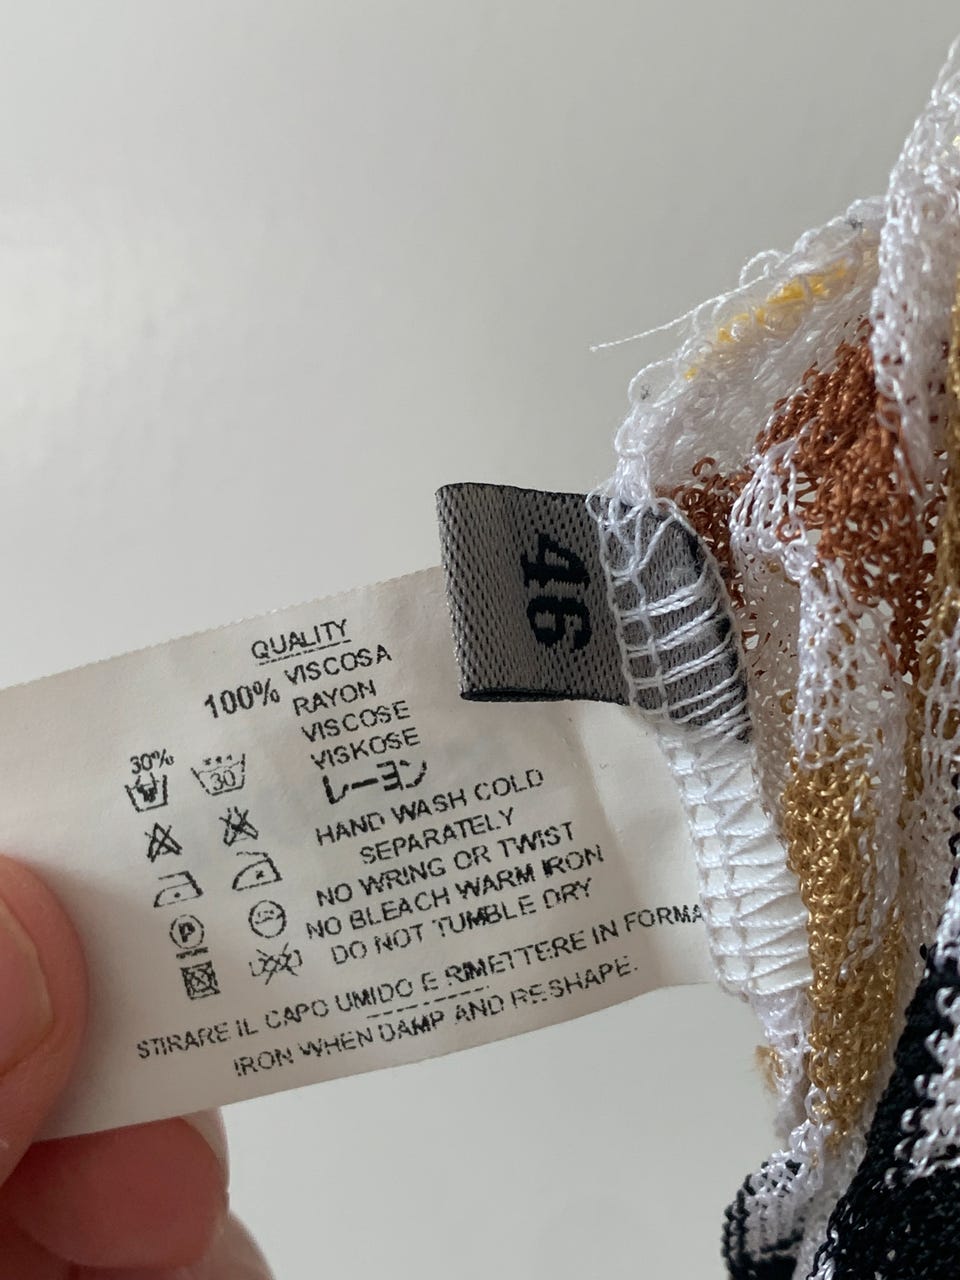 46
QUALITY
100% VISCOSA
RAYON
VISCOSE
VISKOSE
レーヨン
30%
30
HAND WASH COLD
SEPARATELY
NO WRING OR TWIST
NO BLEACH WARM IRON
DO NOT TUMBLE DRY
P
STIRARE IL CAPO UMIDO E RIMETTERE IN FORMA
IRON WHEN DAMP AND RESHAPE.